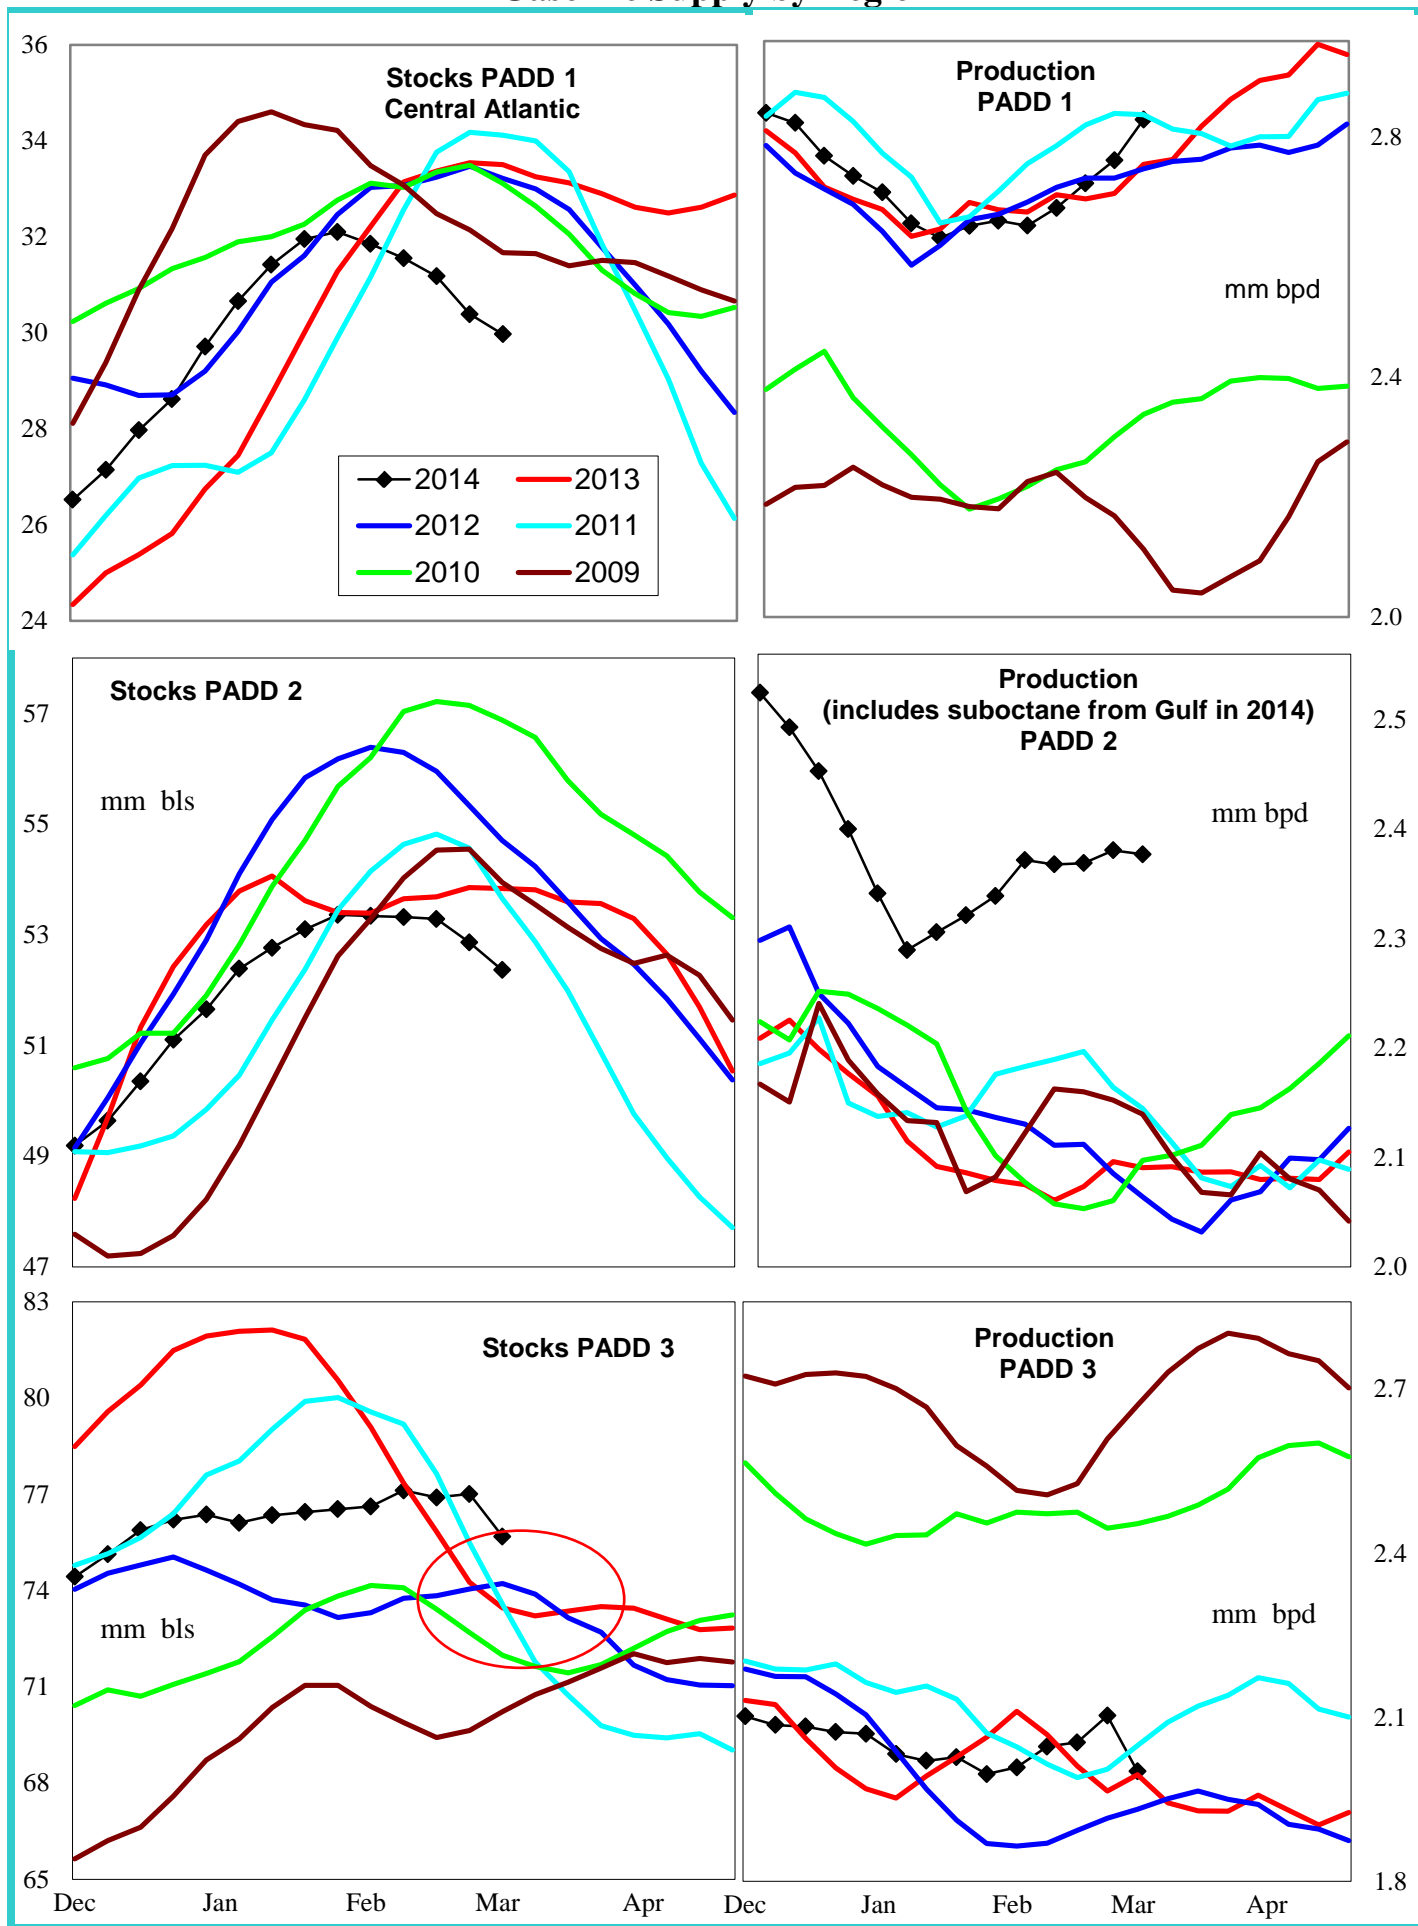 Stocks PADD 1
Central Atlantic
36
34
32
30
28
26
24
2014
2013
2012
2011
2010
2009
Production
PADD 1
mm bpd
2.8
2.4
2.0
Stocks PADD 2
mm bls
57
55
53
51
49
47
Production
(includes suboctane from Gulf in 2014)
PADD 2
mm bpd
2.5
2.4
2.3
2.2
2.1
2.0
Stocks PADD 3
mm bls
83
80
77
74
71
68
65
Dec Jan Feb Mar Apr
Production
PADD 3
mm bpd
2.7
2.4
2.1
1.8
Dec Jan Feb Mar Apr